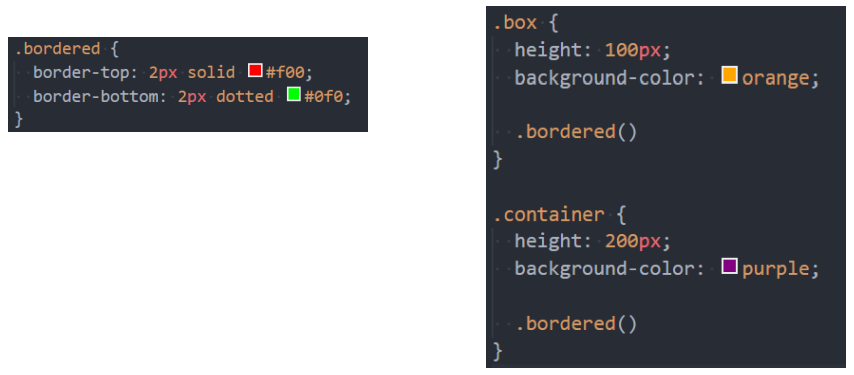 .bordered {
  border-top: 2px solid #f00;
  border-bottom: 2px dotted #0f0;
}
.box {
  height: 100px;
  background-color: orange;

  .bordered()
}

.container {
  height: 200px;
  background-color: purple;

  .bordered()
}